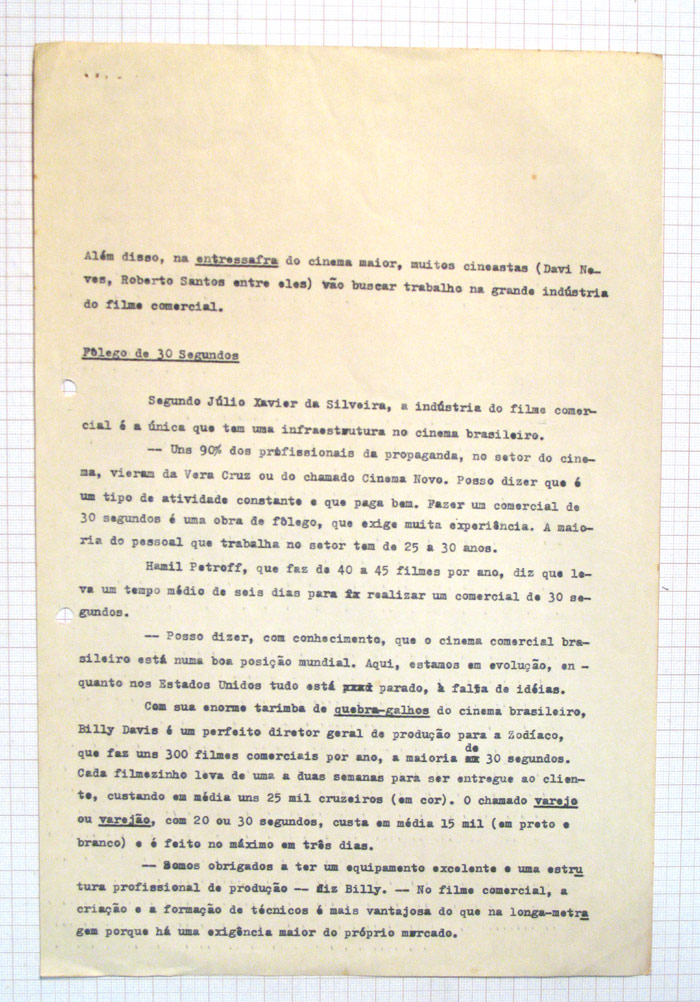 Além disso, na entressafra do cinema maior, muitos cineastas (Davi Ne-
ves, Roberto Santos entre eles) vão buscar trabalho na grande indústria
do filme comercial.
Fôlego de 30 Segundos
Segundo Júlio Xavier da Silveira, a indústria do filme comer-
cial é a única que tem uma infraestrutura no cinema brasileiro.
-- Uns 90% dos profissionais da propaganda, no setor do cine-
ma, vieram da Vera Cruz ou do chamado Cinema Novo. Posso dizer que é
um tipo de atividade constante e que paga bem. Fazer um comercial de
30 segundos é uma obra de fôlego, que exige muita experiência. A maio-
ria do pessoal que trabalha no setor tem de 25 a 30 anos.
Hamil Petroff, que faz de 40 a 45 filmes por ano, diz que le-
va um tempo médio de seis dias para realizar um comercial de 30 se-
gundos.
-- Posso dizer, com conhecimento, que o cinema comercial bra-
sileiro está numa boa posição mundial. Aqui, estamos em evolução, en -
quanto nos Estados Unidos tudo está parado, à falta de idéias.
Com sua enorme tarimba de quebra-galhos do cinema brasileiro,
Billy Davis é um perfeito diretor geral de produção para a Zodíaco,
que faz uns 300 filmes comerciais por ano, a maioria de 30 segundos.
Cada filmezinho leva de uma a duas semanas para ser entregue ao clien-
te, custando em média uns 25 mil cruzeiros (em cor). O chamado varejo
ou varejão, com 20 ou 30 segundos, custa em média 15 mil (em preto e
branco) e é feito no máximo em três dias.
-- Somos obrigados a ter um equipamento excelente e uma estru
tura profissional de produção -- diz Billy. -- No filme comercial, a
criação e a formação de técnicos é mais vantajosa do que na longa-metra
gem porque há uma exigência maior do próprio mercado.